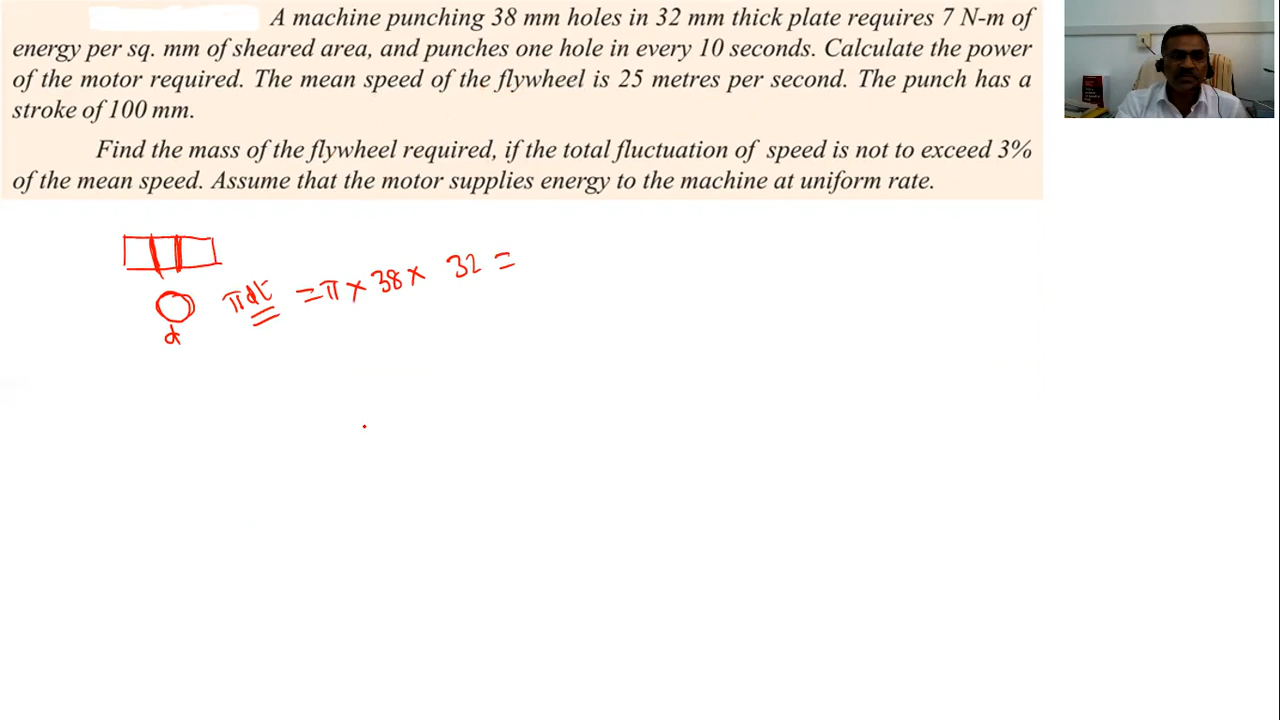 A machine punching 38 mm holes in 32 mm thick plate requires 7 N-m of
energy per sq. mm of sheared area, and punches one hole in every 10 seconds. Calculate the power
of the motor required. The mean speed of the flywheel is 25 metres per second. The punch has a
stroke of 100 mm.
Find the mass of the flywheel required, if the total fluctuation of speed is not to exceed 3%
of the mean speed. Assume that the motor supplies energy to the machine at uniform rate.
πdt = π × 38 × 32 =
d